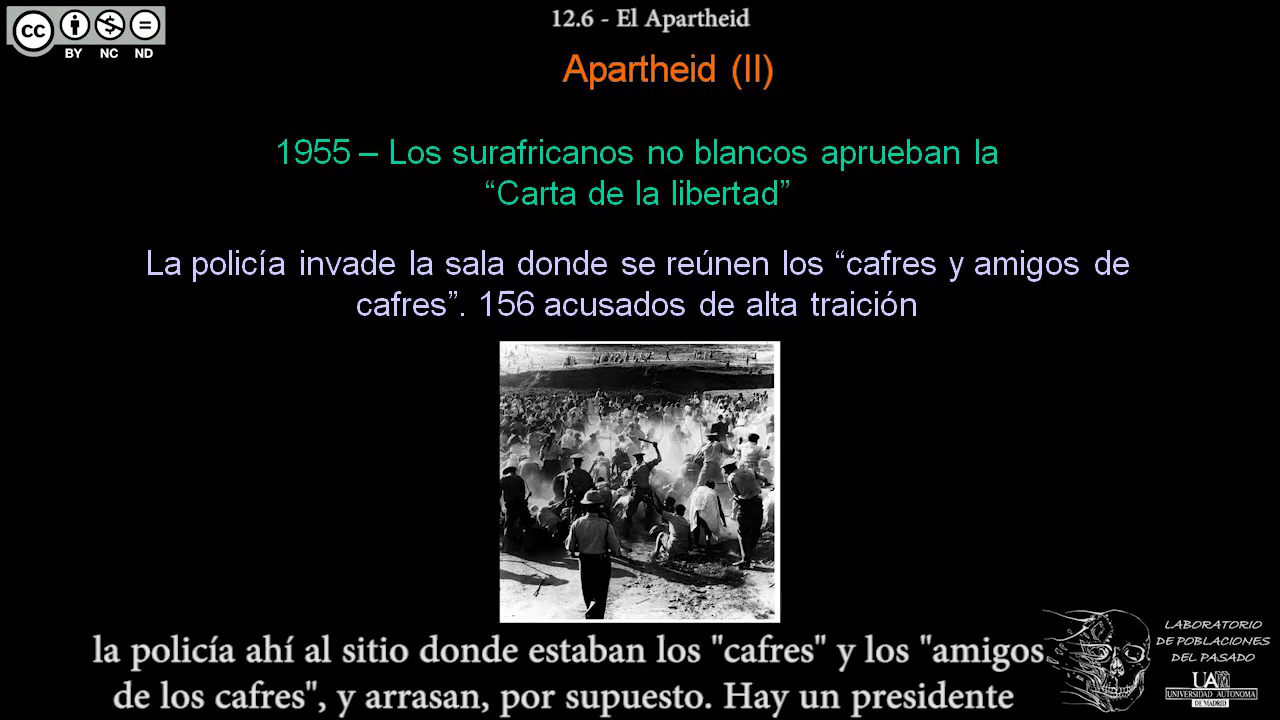 cc
BY NC ND
12.6 - El Apartheid
Apartheid (II)
1955 – Los surafricanos no blancos aprueban la
“Carta de la libertad”
La policía invade la sala donde se reúnen los “cafres y amigos de
cafres”. 156 acusados de alta traición
la policía ahí al sitio donde estaban los "cafres" y los "amigos
de los cafres", y arrasan, por supuesto. Hay un presidente
LABORATORIO
DE POBLACIONES
DEL PASADO
UAM
UNIVERSIDAD AUTONOMA
DE MADRID